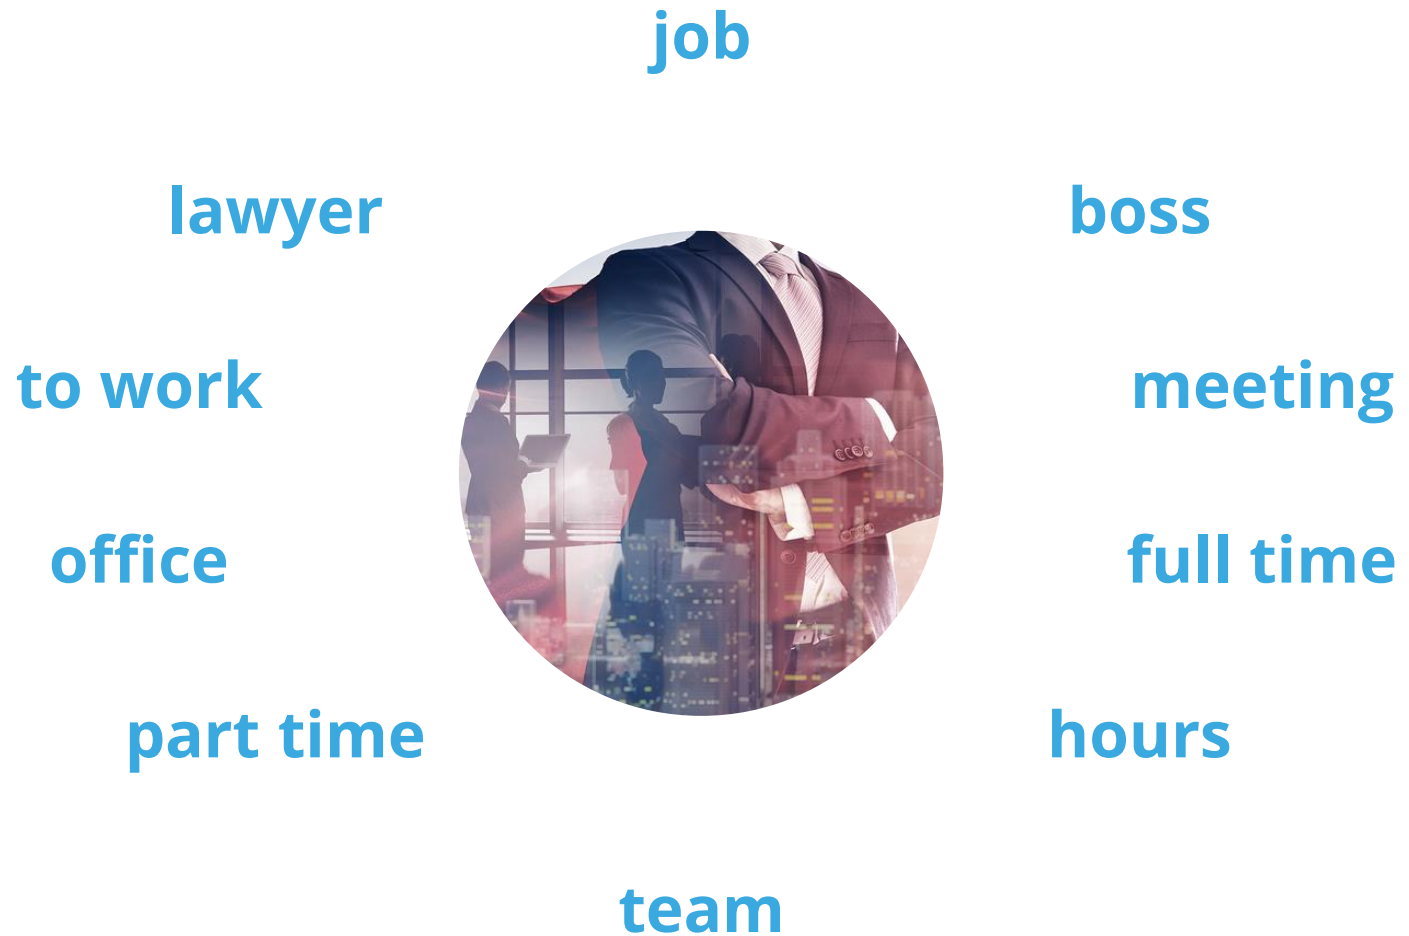 job
lawyer
boss
to work
meeting
office
full time
part time
hours
team